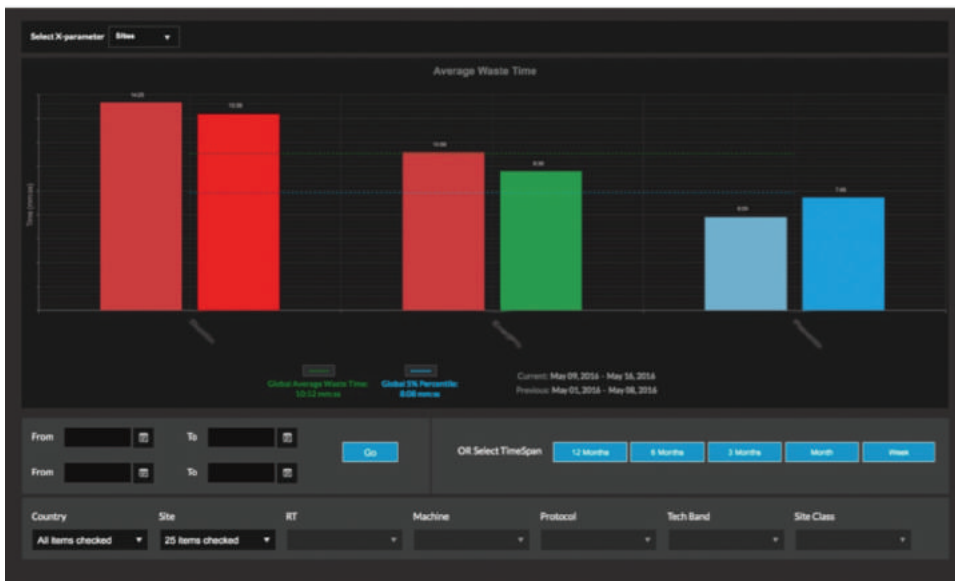 Select X-parameter Sites
Average Waste Time
Time (mm:ss)
Global Average Waste Time:
10:12 mm:ss
Global 5% Percentile:
8:08 mm:ss
Current: May 09, 2016 - May 16, 2016
Previous: May 01, 2016 - May 08, 2016
From To
Go
OR Select TimeSpan 12 Months 6 Months 3 Months Month Week
From To
Country Site RT Machine Protocol Tech Band Site Class
All items checked 25 items checked